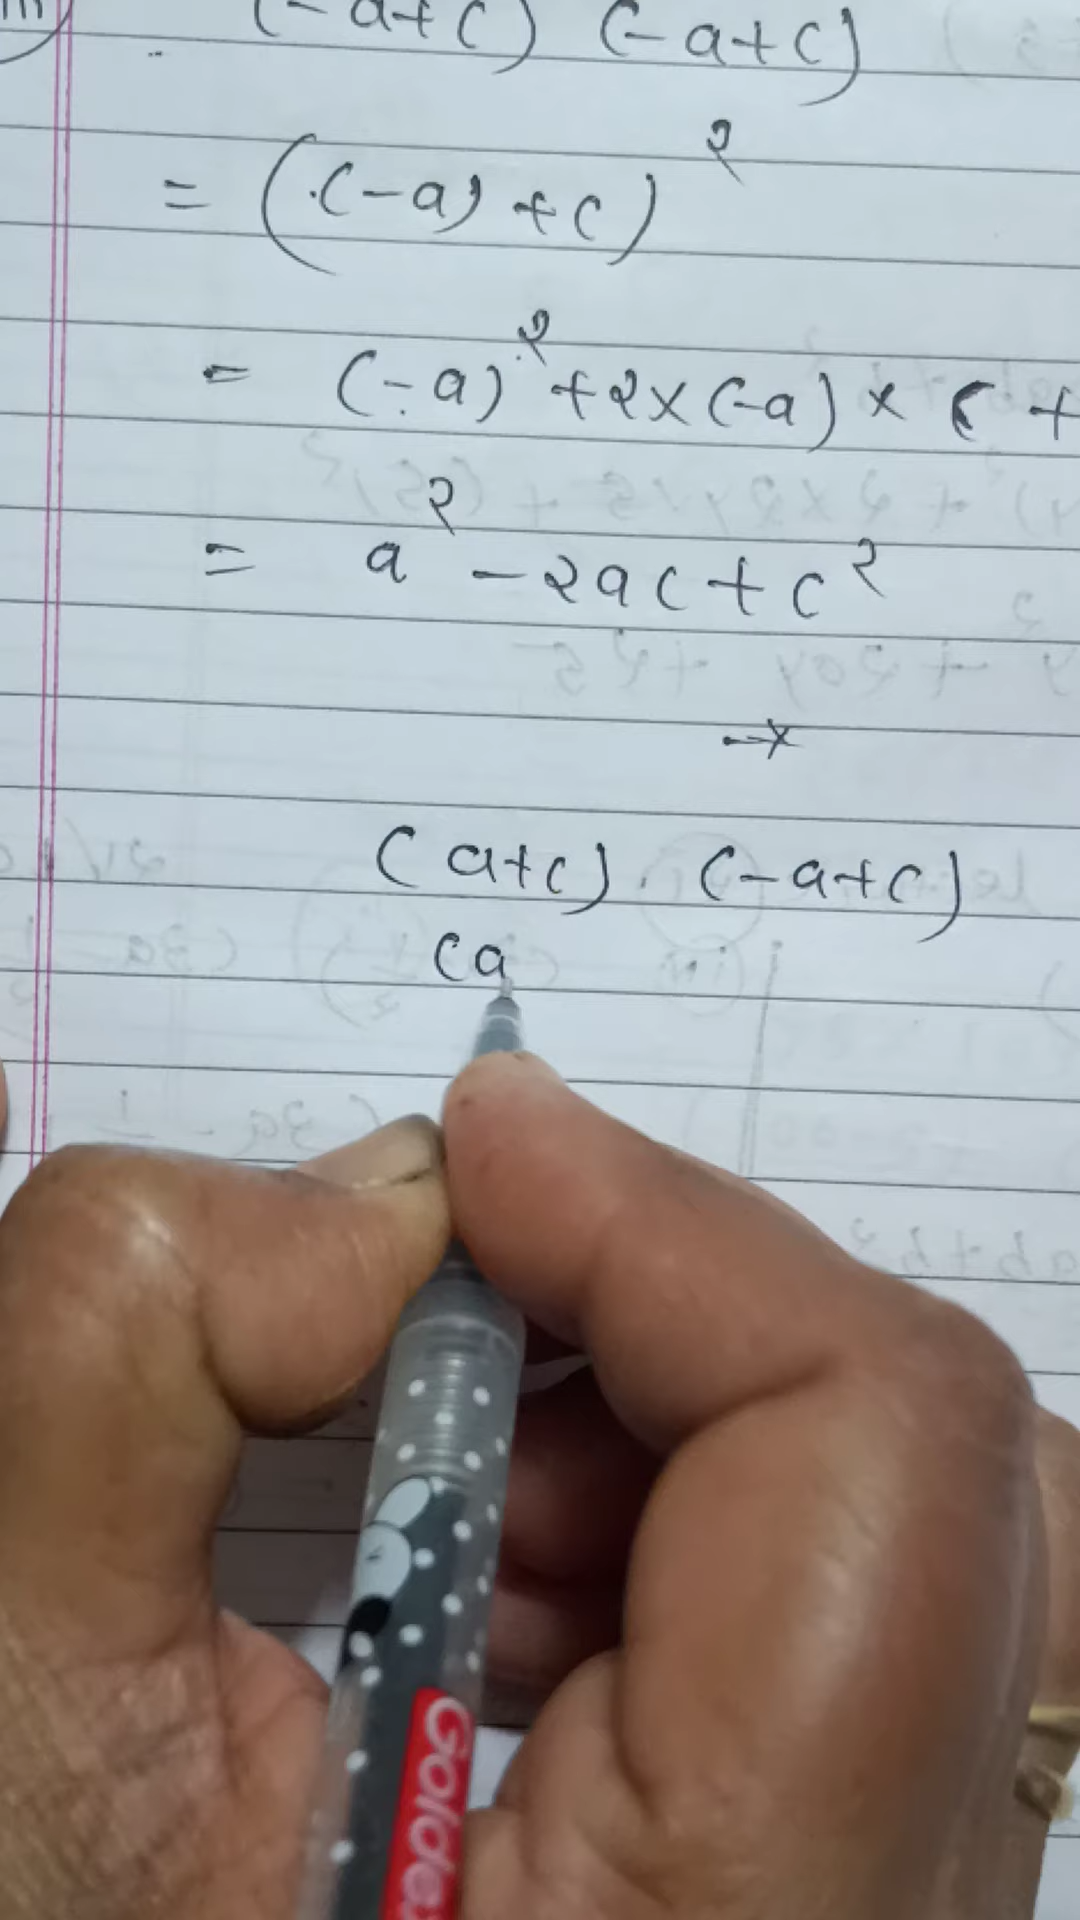 (-a+c) (-a+c)
= ((-a) +c)²
= (-a)² +2×(-a) × c +
= a² -2ac+c²
(a+c). (-a+c)
(a
Golde